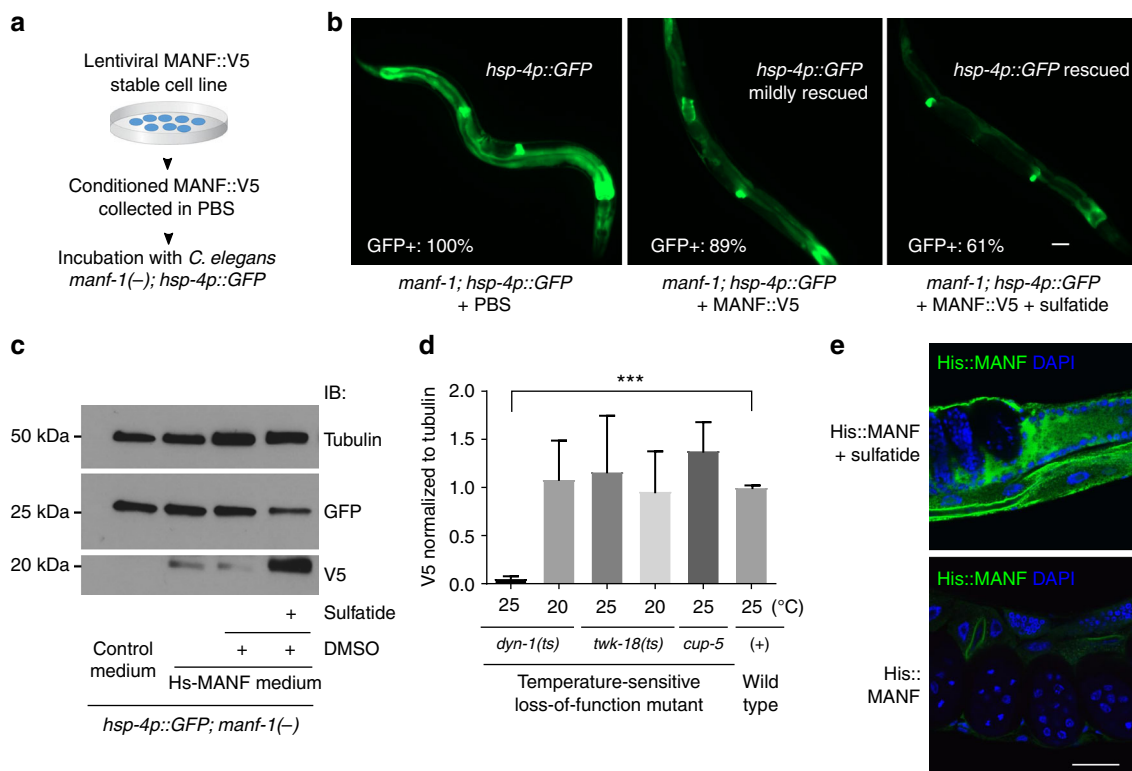 a
Lentiviral MANF::V5
stable cell line
Conditioned MANF::V5
collected in PBS
Incubation with C. elegans
manf-1(–); hsp-4p::GFP
b
hsp-4p::GFP
GFP+: 100%
manf-1; hsp-4p::GFP
+ PBS
hsp-4p::GFP
mildly rescued
GFP+: 89%
manf-1; hsp-4p::GFP
+ MANF::V5
hsp-4p::GFP rescued
GFP+: 61%
manf-1; hsp-4p::GFP
+ MANF::V5 + sulfatide
c
IB:
50 kDa
Tubulin
25 kDa
GFP
20 kDa
V5
+ Sulfatide
+ + DMSO
Control
medium
Hs-MANF medium
hsp-4p::GFP; manf-1(–)
d
***
V5 normalized to tubulin
2.0
1.5
1.0
0.5
0.0
25 20 25 20 25 25 (°C)
dyn-1(ts) twk-18(ts) cup-5 (+)
Temperature-sensitive
loss-of-function mutant
Wild
type
e
His::MANF DAPI
His::MANF
+ sulfatide
His::MANF DAPI
His::
MANF